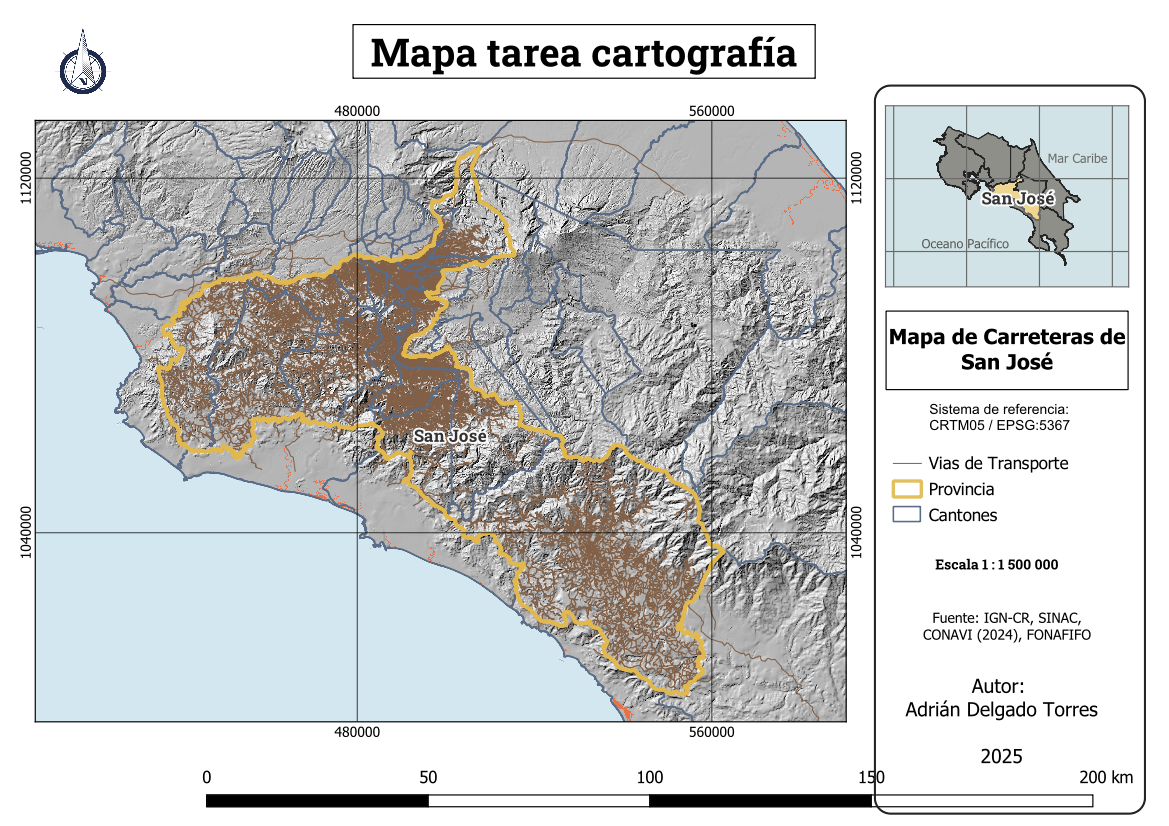 Mapa tarea cartografía
480000
560000
1120000
1120000
1040000
1040000
San José
480000
560000
0
50
100
150
200 km
Mar Caribe
San José
Oceano Pacífico
Mapa de Carreteras de
San José
Sistema de referencia:
CRTM05 / EPSG:5367
Vias de Transporte
Provincia
Cantones
Escala 1 : 1 500 000
Fuente: IGN-CR, SINAC,
CONAVI (2024), FONAFIFO
Autor:
Adrián Delgado Torres
2025